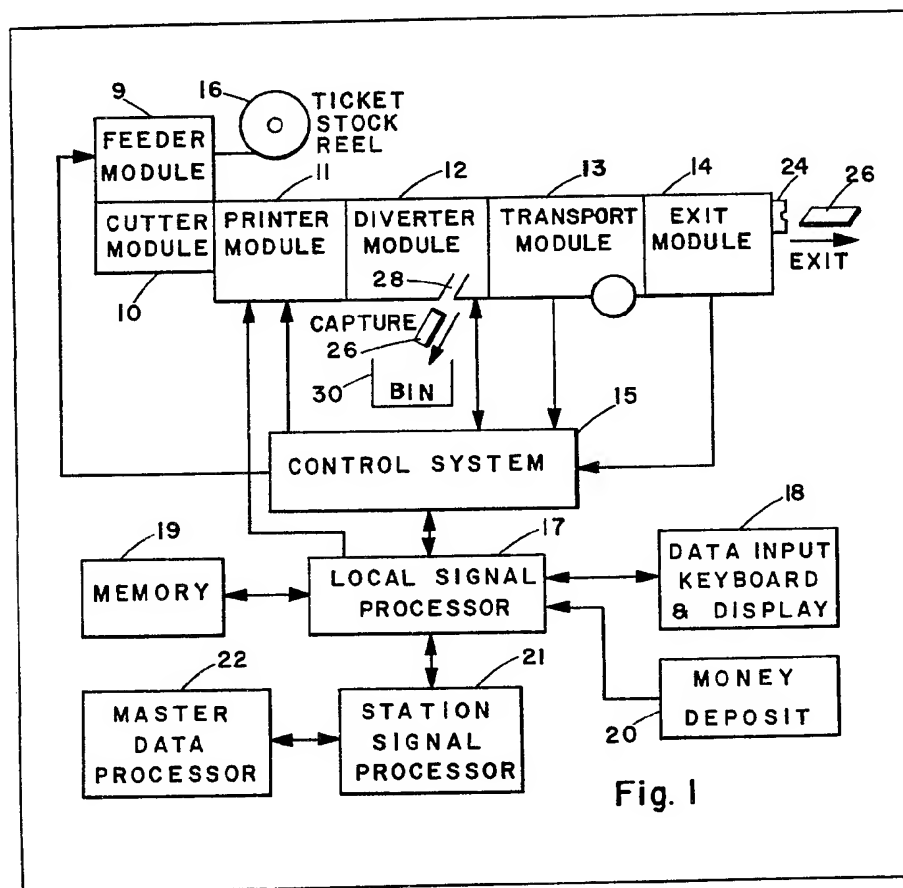 9
16
TICKET
STOCK
REEL
FEEDER
MODULE
11
12
13
14
24
26
CUTTER
MODULE
PRINTER
MODULE
DIVERTER
MODULE
TRANSPORT
MODULE
EXIT
MODULE
EXIT
10
28
CAPTURE
26
30
BIN
15
CONTROL SYSTEM
19
17
18
MEMORY
LOCAL SIGNAL
PROCESSOR
DATA INPUT
KEYBOARD
& DISPLAY
22
21
MASTER
DATA
PROCESSOR
STATION
SIGNAL
PROCESSOR
MONEY
DEPOSIT
20
Fig. 1